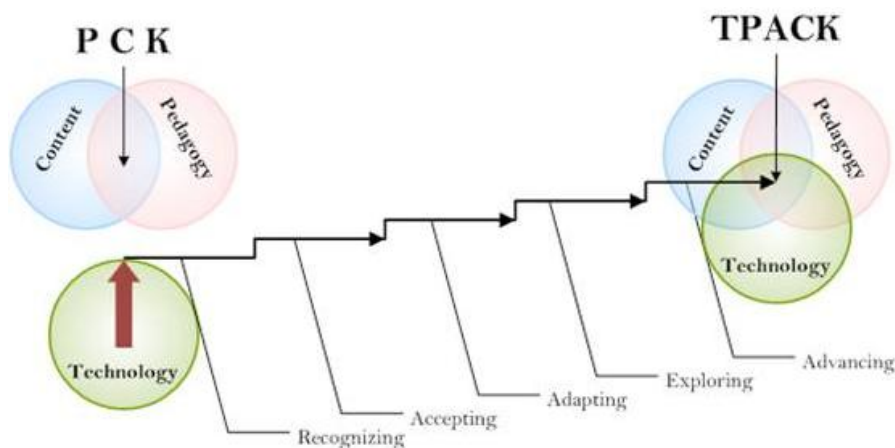 P C K
TPACK
Content
Pedagogy
Content
Pedagogy
Technology
Technology
Recognizing
Accepting
Adapting
Exploring
Advancing